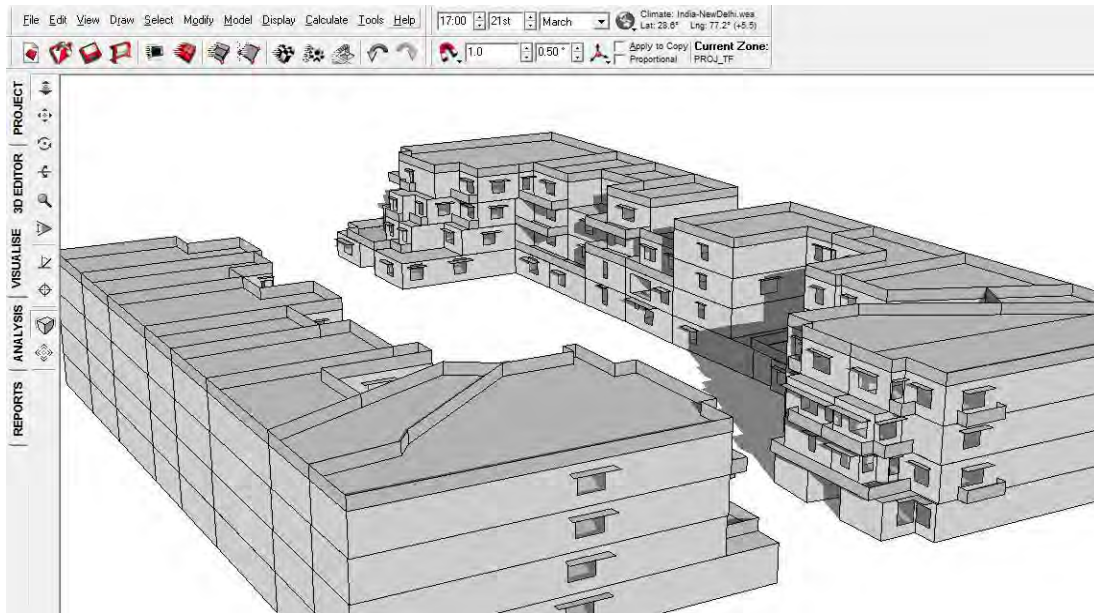 File Edit View Draw Select Modify Model Display Calculate Tools Help
17:00 21st March
Climate: India-NewDelhi.wea
Lat: 28.6° Lng: 77.2° (+5.5)
1.0 0.50° Apply to Copy Current Zone:
Proportional PROJ_TF
PROJECT
3D EDITOR
VISUALISE
ANALYSIS
REPORTS